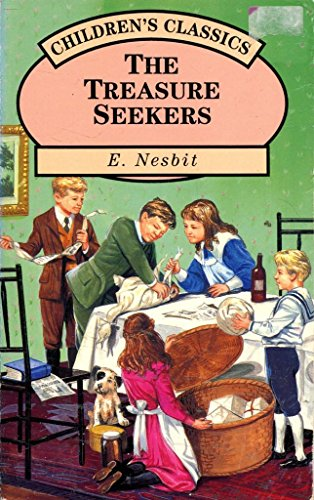 CHILDREN'S CLASSICS
THE
TREASURE
SEEKERS
E. Nesbit